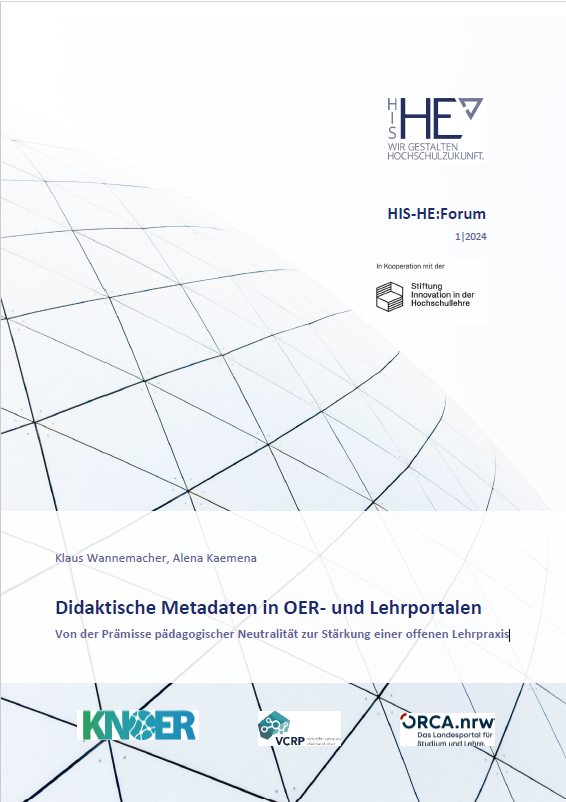 HIS
HE
WIR GESTALTEN
HOCHSCHULZUKUNFT.
HIS-HE:Forum
1|2024
In Kooperation mit der
Stiftung
Innovation in der
Hochschullehre
Klaus Wannemacher, Alena Kaemena
Didaktische Metadaten in OER- und Lehrportalen
Von der Prämisse pädagogischer Neutralität zur Stärkung einer offenen Lehrpraxis
KNOER
VCRP
ORCA.nrw
Das Landesportal für
Studium und Lehre.